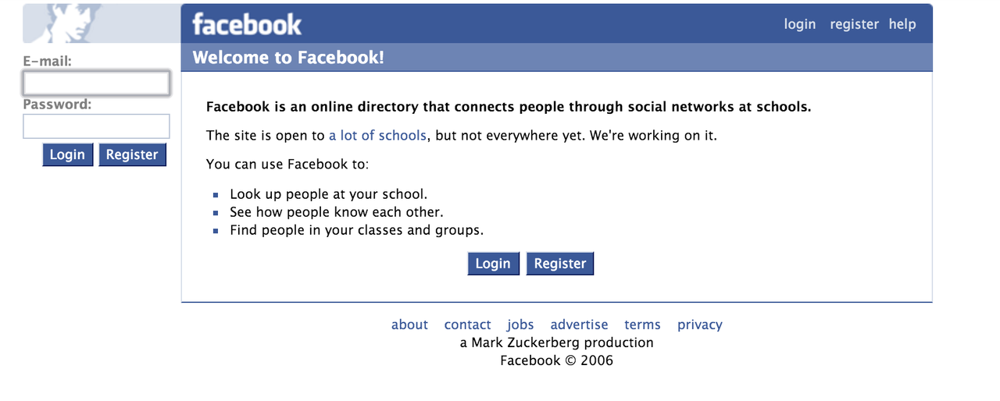 facebook
login register help
Welcome to Facebook!
E-mail:
Password:
Login Register
Facebook is an online directory that connects people through social networks at schools.
The site is open to a lot of schools, but not everywhere yet. We're working on it.
You can use Facebook to:
Look up people at your school.
See how people know each other.
Find people in your classes and groups.
Login Register
about contact jobs advertise terms privacy
a Mark Zuckerberg production
Facebook © 2006